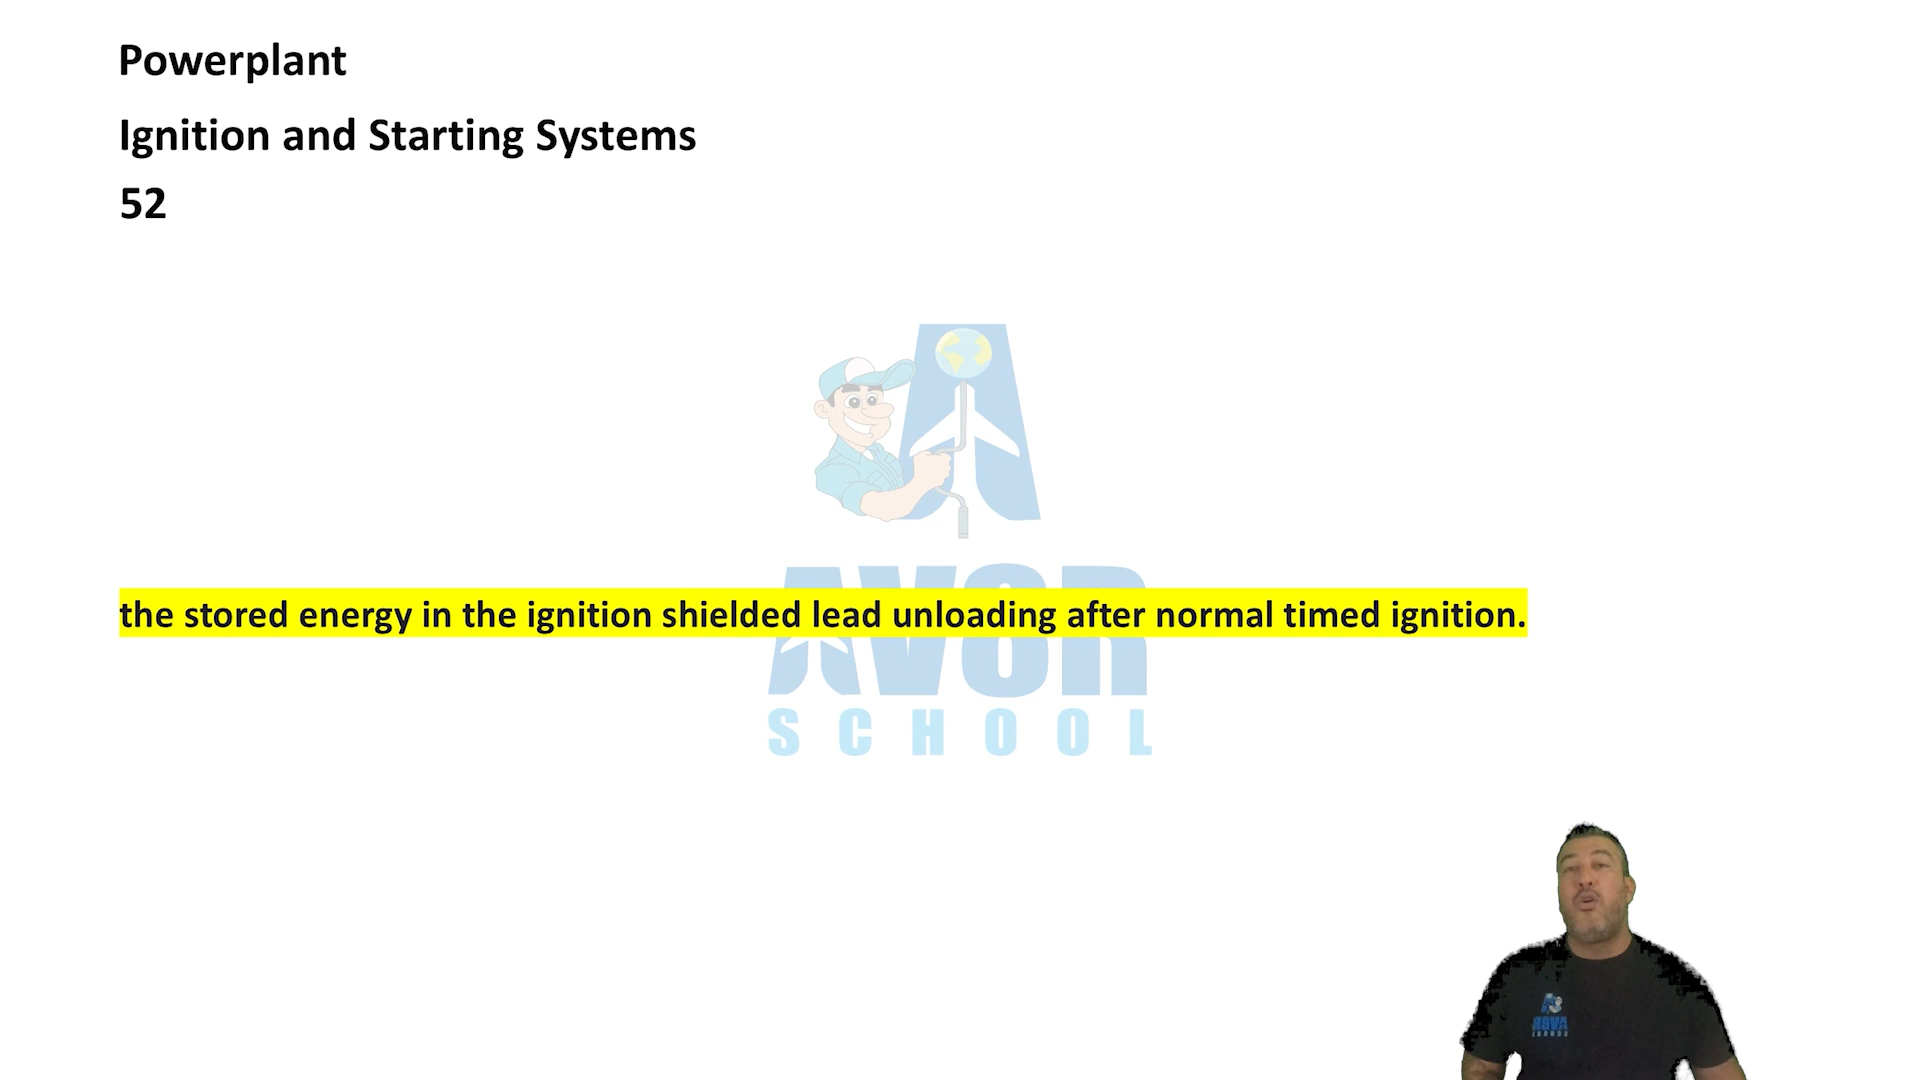 Powerplant
Ignition and Starting Systems
52
the stored energy in the ignition shielded lead unloading after normal timed ignition.
AV8R
SCHOOL